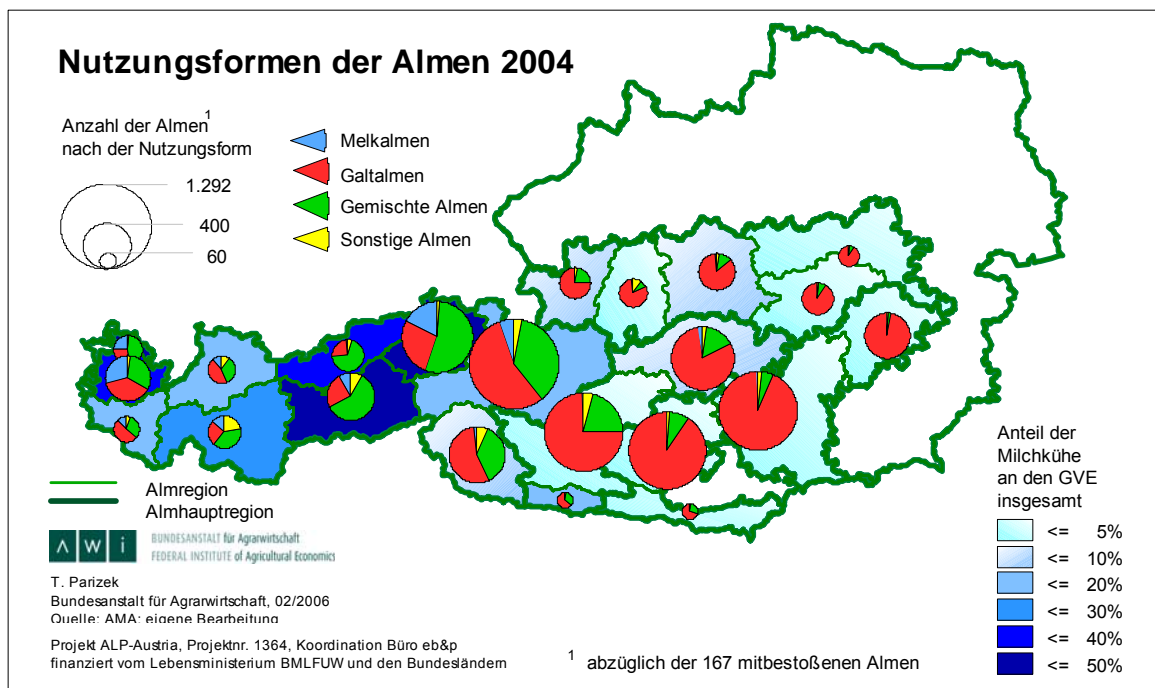 Nutzungsformen der Almen 2004
Anzahl der Almen¹
nach der Nutzungsform
1.292
400
60
Melkalmen
Galtalmen
Gemischte Almen
Sonstige Almen
Almregion
Almhauptregion
AWI
BUNDESANSTALT für Agrarwirtschaft
FEDERAL INSTITUTE of Agricultural Economics
T. Parizek
Bundesanstalt für Agrarwirtschaft, 02/2006
Quelle: AMA; eigene Bearbeitung
Projekt ALP-Austria, Projektnr. 1364, Koordination Büro eb&p
finanziert vom Lebensministerium BMLFUW und den Bundesländern
¹ abzüglich der 167 mitbestoßenen Almen
Anteil der
Milchkühe
an den GVE
insgesamt
<= 5%
<= 10%
<= 20%
<= 30%
<= 40%
<= 50%